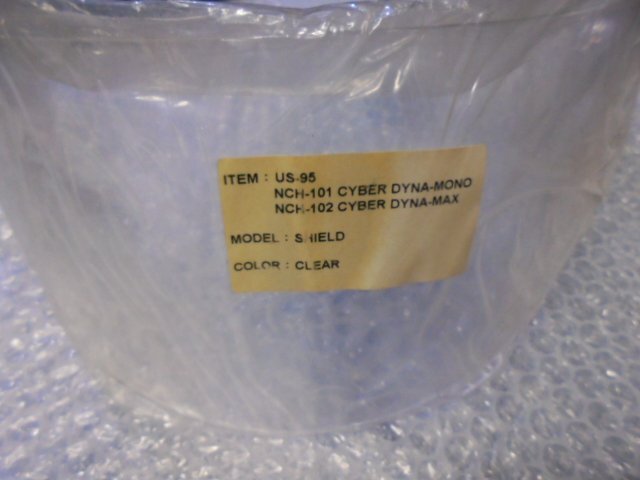 ITEM : US-95
NCH-101 CYBER DYNA-MONO
NCH-102 CYBER DYNA-MAX
MODEL : SHIELD
COLOR : CLEAR